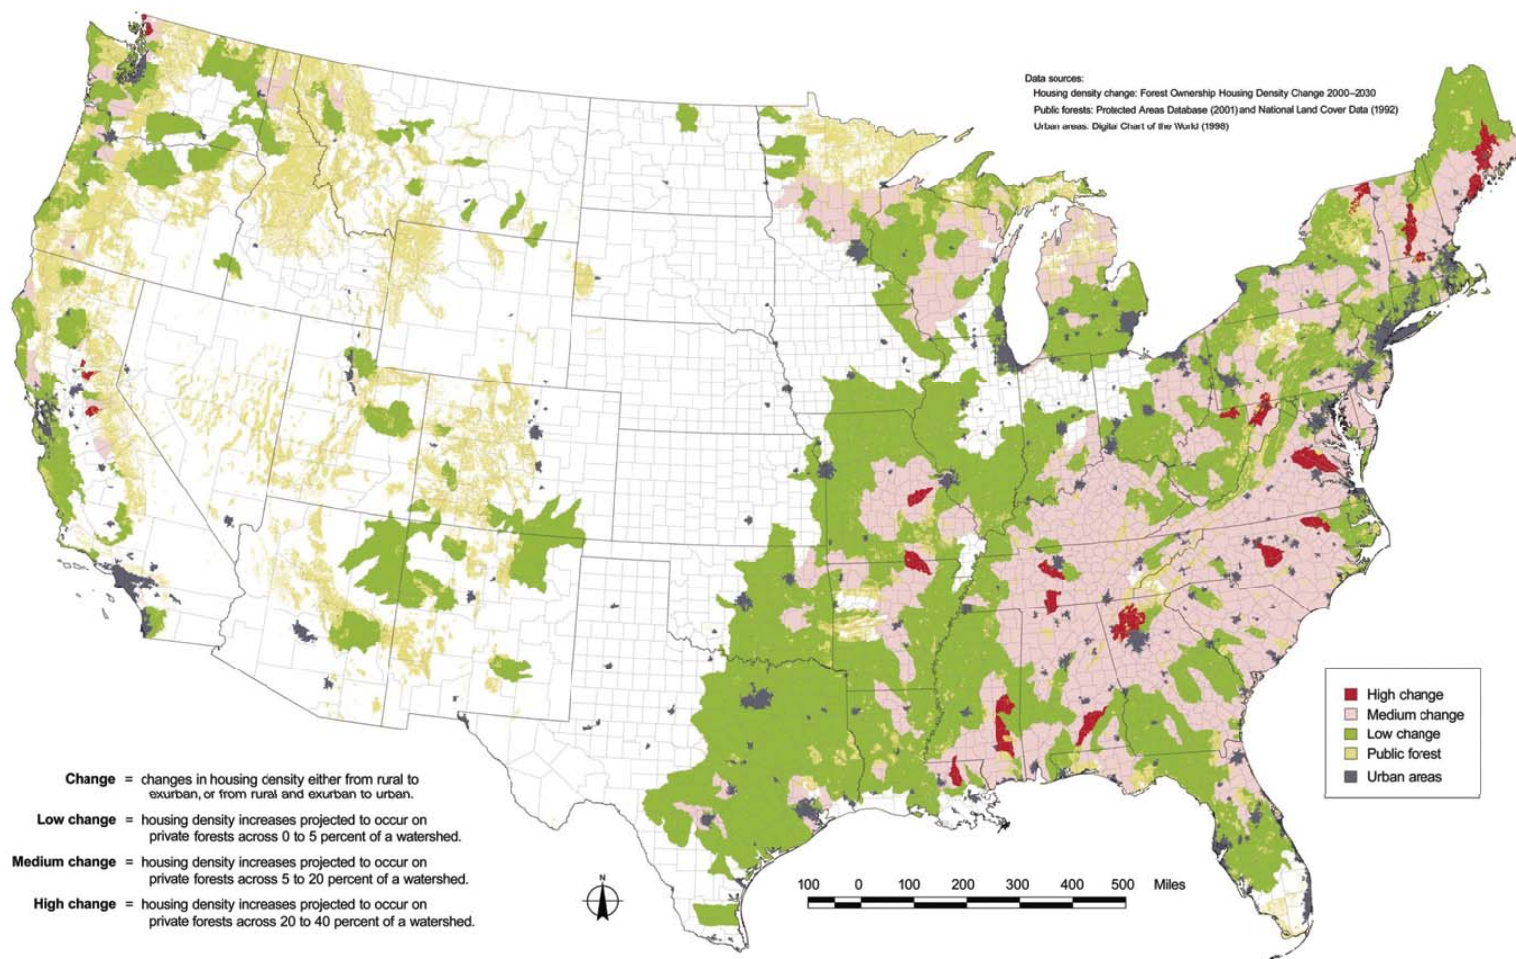 Data sources:
Housing density change: Forest Ownership Housing Density Change 2000–2030
Public forests: Protected Areas Database (2001) and National Land Cover Data (1992)
Urban areas: Digital Chart of the World (1998)
High change
Medium change
Low change
Public forest
Urban areas
Change = changes in housing density either from rural to
exurban, or from rural and exurban to urban.
Low change = housing density increases projected to occur on
private forests across 0 to 5 percent of a watershed.
Medium change = housing density increases projected to occur on
private forests across 5 to 20 percent of a watershed.
High change = housing density increases projected to occur on
private forests across 20 to 40 percent of a watershed.
N
100 0 100 200 300 400 500 Miles